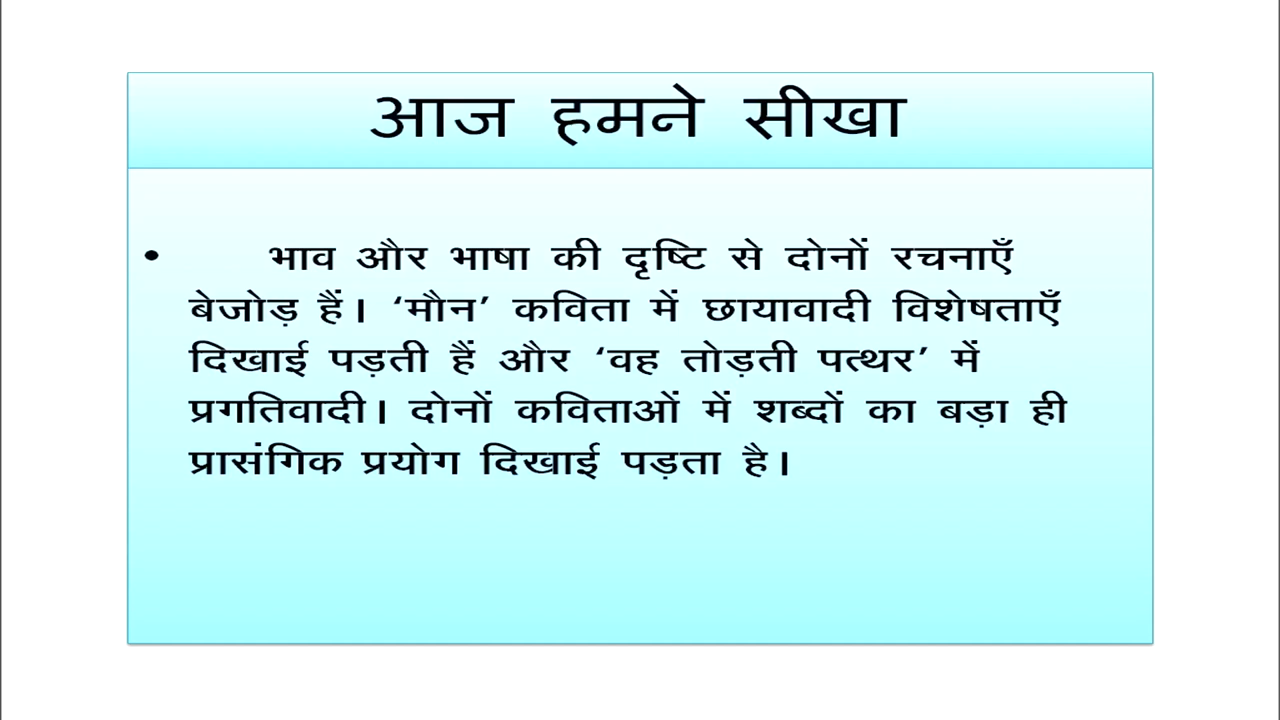 आज हमने सीखा
• भाव और भाषा की दृष्टि से दोनों रचनाएँ
बेजोड़ हैं। ‘मौन’ कविता में छायावादी विशेषताएँ
दिखाई पड़ती हैं और ‘वह तोड़ती पत्थर’ में
प्रगतिवादी। दोनों कविताओं में शब्दों का बड़ा ही
प्रासंगिक प्रयोग दिखाई पड़ता है।